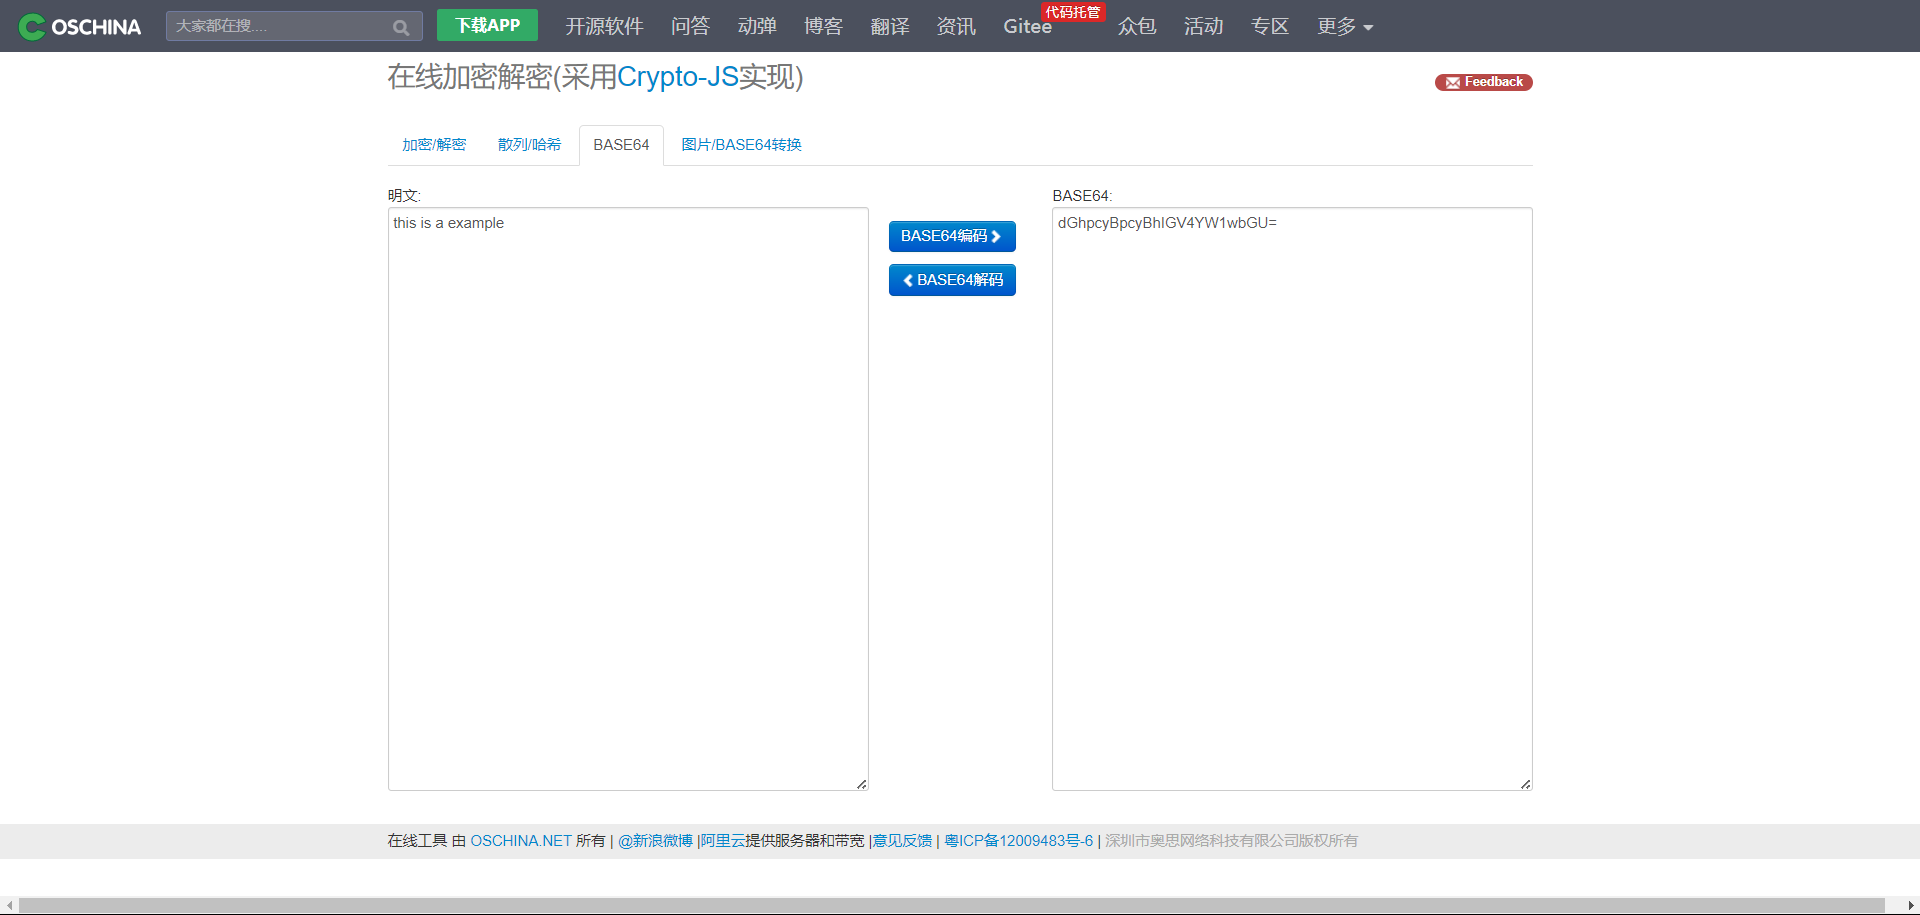 OSCHINA 大家都在搜.... 下载APP 开源软件 问答 动弹 博客 翻译 资讯 Gitee 代码托管 众包 活动 专区 更多
在线加密解密(采用Crypto-JS实现)
Feedback
加密/解密 散列/哈希 BASE64 图片/BASE64转换
明文:
BASE64:
this is a example
BASE64编码
dGhpcyBpcyBhIGV4YW1wbGU=
BASE64解码
在线工具 由 OSCHINA.NET 所有 | @新浪微博 |阿里云提供服务器和带宽 |意见反馈 | 粤ICP备12009483号-6 | 深圳市奥思网络科技有限公司版权所有